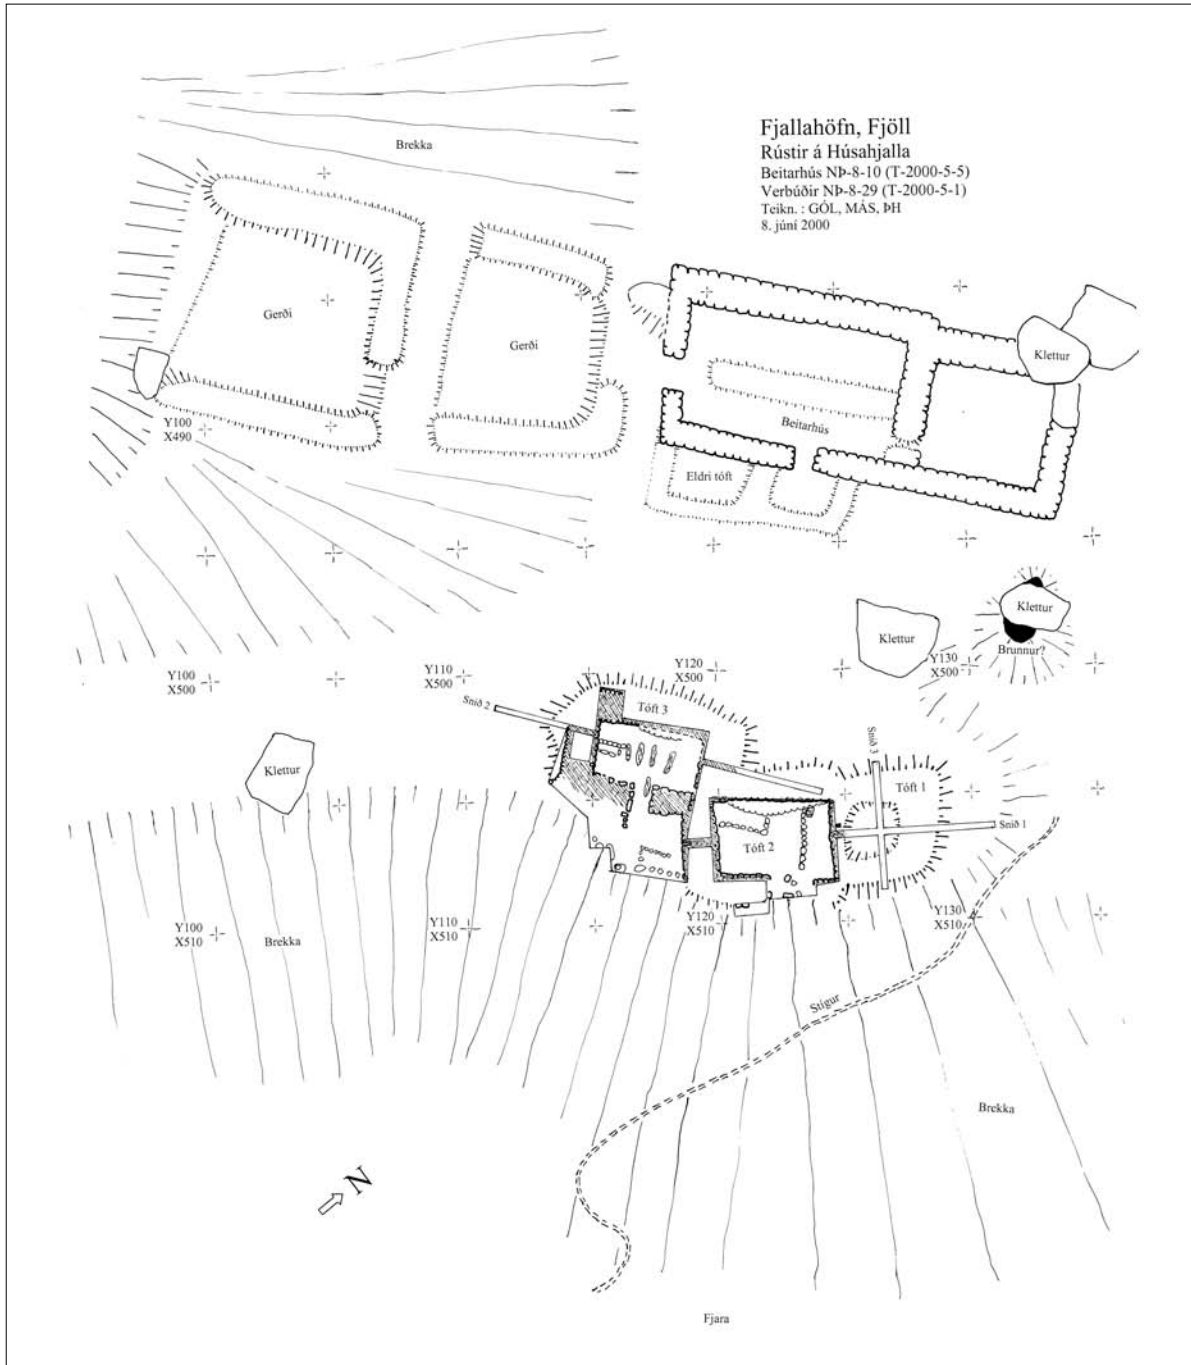 Fjallahöfn, Fjöll
Rústir á Húsahjalla
Beitarhús NÞ-8-10 (T-2000-5-5)
Verbúðir NÞ-8-29 (T-2000-5-1)
Teikn. : GÓL, MÁS, ÞH
8. júní 2000
Brekka
Gerði
Gerði
Klettur
Y100
X490
Beitarhús
Eldri tóft
Klettur
Klettur
Brunnur?
Y100
X500
Y110
X500
Y120
X500
Y130
X500
Snið 2
Tóft 3
Snið 3
Klettur
Tóft 1
Snið 1
Tóft 2
Y100
X510
Brekka
Y110
X510
Y120
X510
Y130
X510
Stígur
Brekka
N
Fjara